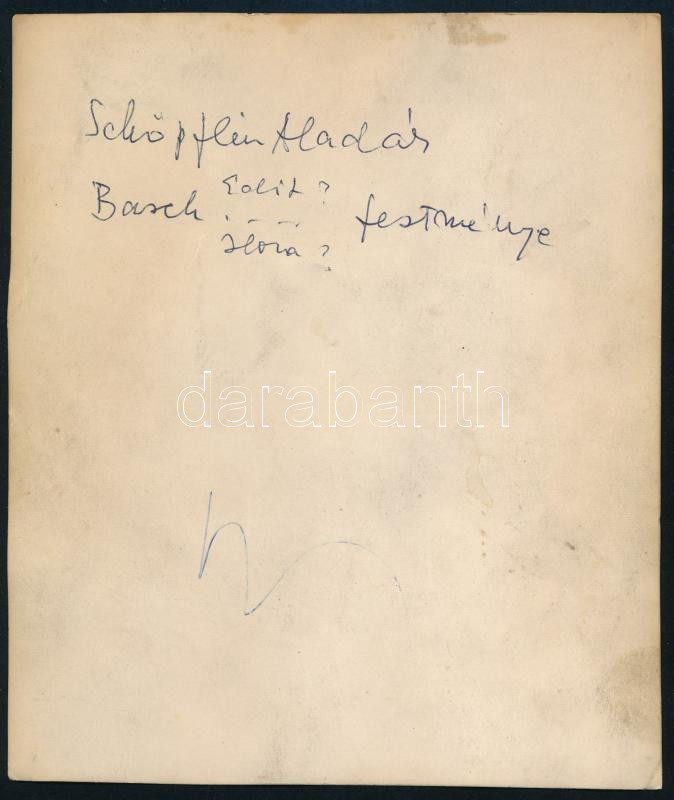 Schöpflin Aladár
Edit?
Basch festménye
Ilona?
darabanth